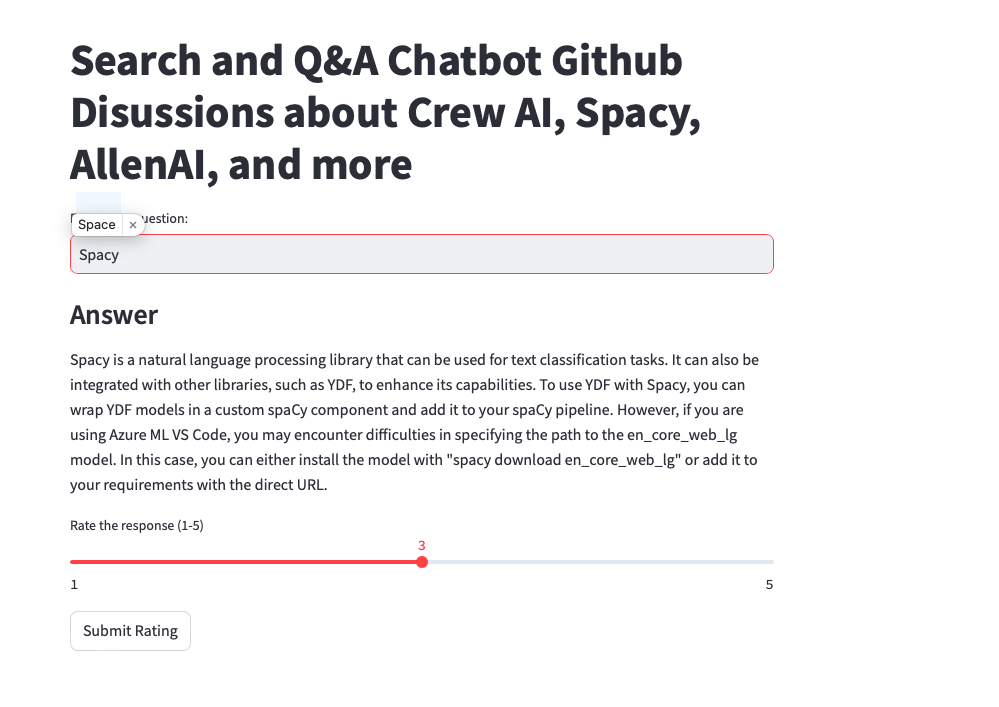 Search and Q&A Chatbot Github
Disussions about Crew AI, Spacy,
AllenAI, and more
uestion:
Space ×
Spacy
Answer
Spacy is a natural language processing library that can be used for text classification tasks. It can also be
integrated with other libraries, such as YDF, to enhance its capabilities. To use YDF with Spacy, you can
wrap YDF models in a custom spaCy component and add it to your spaCy pipeline. However, if you are
using Azure ML VS Code, you may encounter difficulties in specifying the path to the en_core_web_lg
model. In this case, you can either install the model with "spacy download en_core_web_lg" or add it to
your requirements with the direct URL.
Rate the response (1-5)
3
1 5
Submit Rating